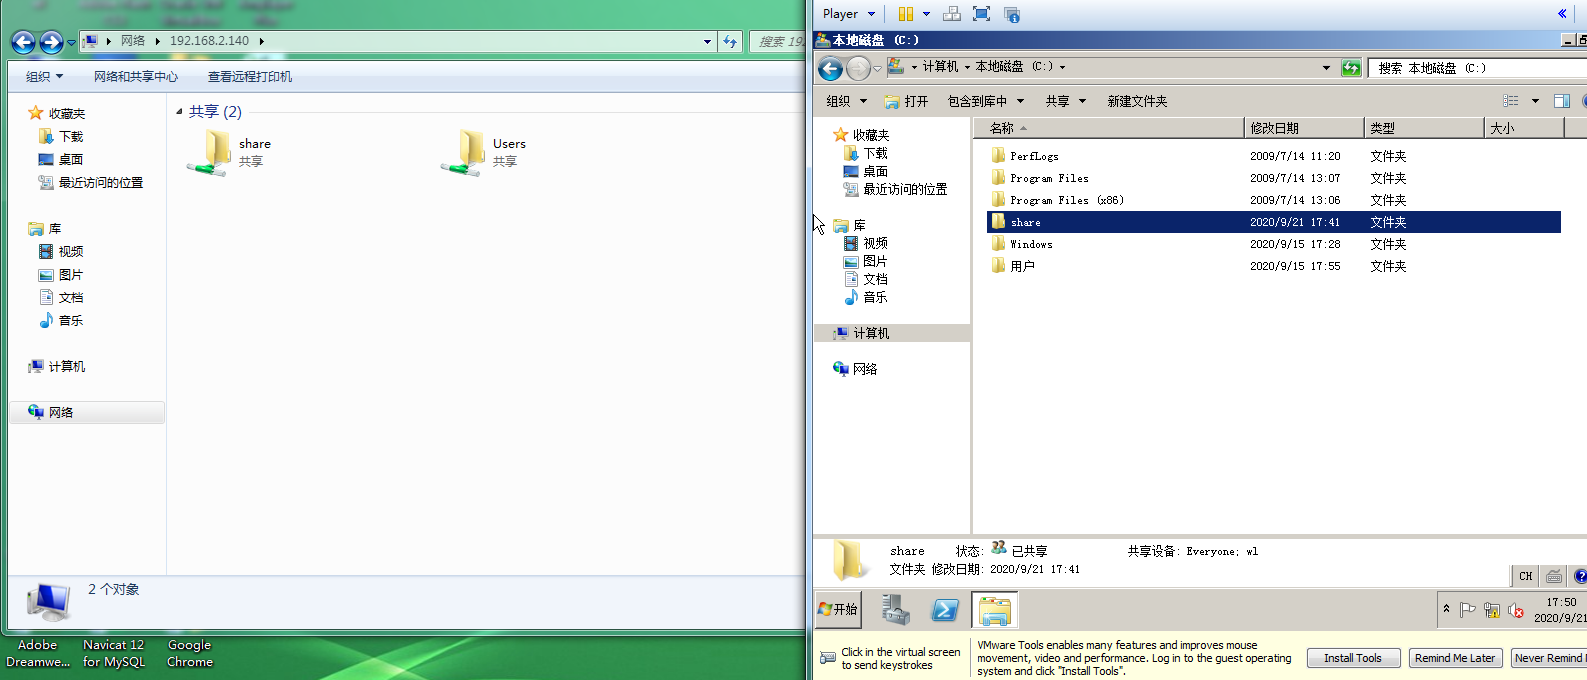 网络
192.168.2.140
搜索 192
组织
网络和共享中心
查看远程打印机
收藏夹
下载
桌面
最近访问的位置
库
视频
图片
文档
音乐
计算机
网络
共享 (2)
share
共享
Users
共享
2 个对象
Adobe
Dreamwe...
Navicat 12
for MySQL
Google
Chrome
Player
本地磁盘 (C:)
计算机
本地磁盘 (C:)
搜索 本地磁盘 (C:)
组织
打开
包含到库中
共享
新建文件夹
收藏夹
下载
桌面
最近访问的位置
库
视频
图片
文档
音乐
计算机
网络
名称 修改日期 类型 大小
PerfLogs 2009/7/14 11:20 文件夹
Program Files 2009/7/14 13:07 文件夹
Program Files (x86) 2009/7/14 13:06 文件夹
share 2020/9/21 17:41 文件夹
Windows 2020/9/15 17:28 文件夹
用户 2020/9/15 17:55 文件夹
share 状态: 已共享 共享设备: Everyone; wl
文件夹 修改日期: 2020/9/21 17:41
CH
开始
17:50
2020/9/21
Click in the virtual screen
to send keystrokes
VMware Tools enables many features and improves mouse
movement, video and performance. Log in to the guest operating
system and click "Install Tools".
Install Tools
Remind Me Later
Never Remind